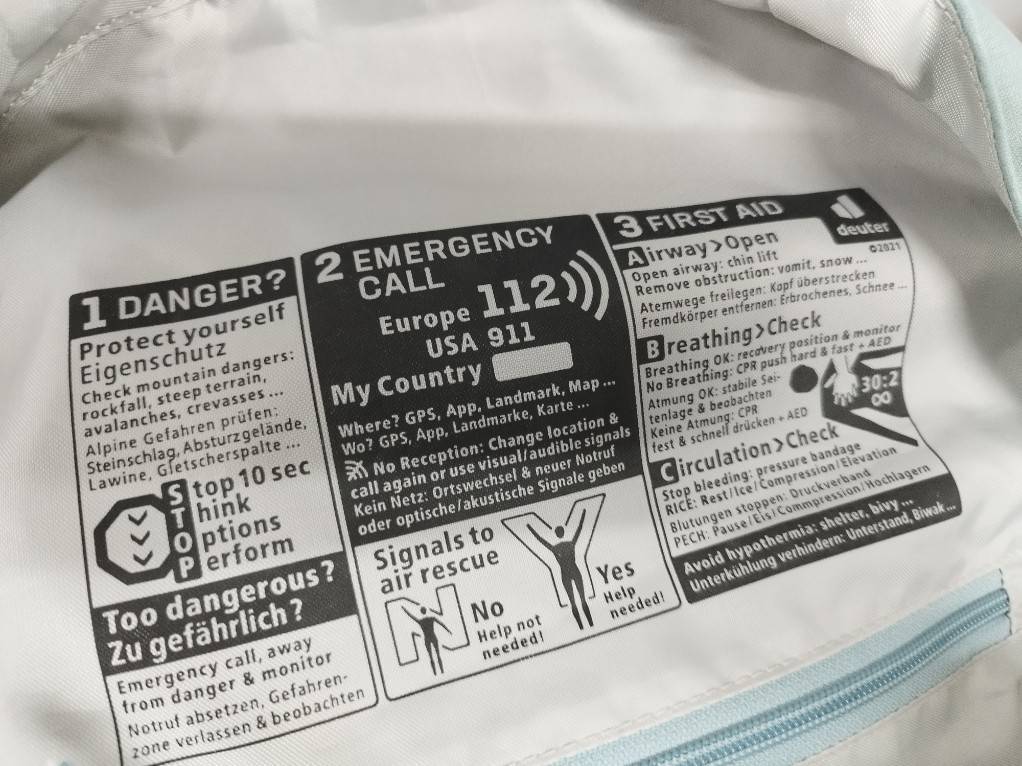 1 DANGER?
Protect yourself
Eigenschutz
Check mountain dangers:
rockfall, steep terrain,
avalanches, crevasses ...
Alpine Gefahren prüfen:
Steinschlag, Absturzgelände,
Lawine, Gletscherspalte ...
Stop 10 sec
Think
Options
Perform
Too dangerous?
Zu gefährlich?
Emergency call, away
from danger & monitor
Notruf absetzen, Gefahren-
zone verlassen & beobachten
2 EMERGENCY
CALL
Europe 112
USA 911
My Country
Where? GPS, App, Landmark, Map ...
Wo? GPS, App, Landmarke, Karte ...
No Reception: Change location &
call again or use visual/audible signals
Kein Netz: Ortswechsel & neuer Notruf
oder optische/akustische Signale geben
Signals to
air rescue
N
No
Help not
needed!
Y
Yes
Help
needed!
3 FIRST AID
deuter
©2021
Airway > Open
Open airway: chin lift
Remove obstruction: vomit, snow ...
Atemwege freilegen: Kopf überstrecken
Fremdkörper entfernen: Erbrochenes, Schnee ...
Breathing > Check
Breathing OK: recovery position & monitor
No Breathing: CPR push hard & fast + AED
Atmung OK: stabile Sei-
tenlage & beobachten
Keine Atmung: CPR
fest & schnell drücken + AED
30:2
∞
Circulation > Check
Stop bleeding: pressure bandage
RICE: Rest/Ice/Compression/Elevation
Blutungen stoppen: Druckverband
PECH: Pause/Eis/Commpression/Hochlagern
Avoid hypothermia: shelter, bivy ...
Unterkühlung verhindern: Unterstand, Biwak ...